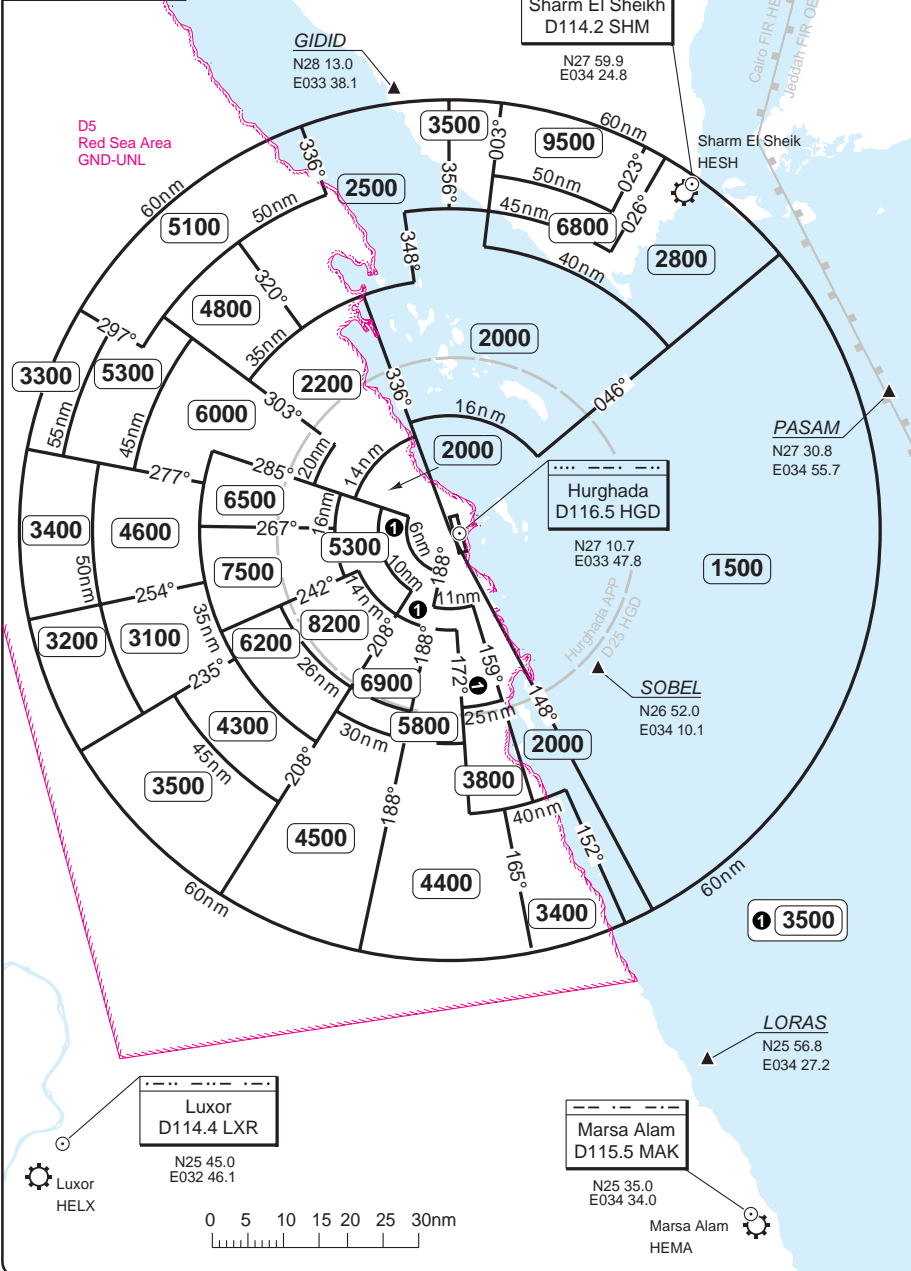 Sharm El Sheikh
D114.2 SHM
N27 59.9
E034 24.8
GIDID
N28 13.0
E033 38.1
Cairo FIR HE
Jeddah FIR OE
D5
Red Sea Area
GND-UNL
Sharm El Sheik
HESH
60nm
3500
003°
9500
60nm
336°
356°
50nm
023°
2500
50nm
45nm
026°
5100
6800
348°
40nm
2800
320°
4800
297°
35nm
2000
3300
5300
2200
336°
046°
55nm
45nm
6000
303°
16nm
PASAM
N27 30.8
E034 55.7
20nm
14nm
2000
277°
285°
6500
16nm
Hurghada
D116.5 HGD
N27 10.7
E033 47.8
3400
4600
267°
5300
1
6nm
7500
10nm
188°
1500
50nm
254°
242°
14nm
1
11nm
35nm
8200
208°
188°
Hurghada APP
D25 HGD
3200
3100
6200
172°
159°
235°
26nm
6900
1
148°
SOBEL
N26 52.0
E034 10.1
4300
30nm
5800
25nm
2000
45nm
208°
3500
3800
188°
40nm
4500
165°
152°
60nm
4400
60nm
3400
1 3500
LORAS
N25 56.8
E034 27.2
Luxor
D114.4 LXR
N25 45.0
E032 46.1
Luxor
HELX
Marsa Alam
D115.5 MAK
N25 35.0
E034 34.0
Marsa Alam
HEMA
0 5 10 15 20 25 30nm